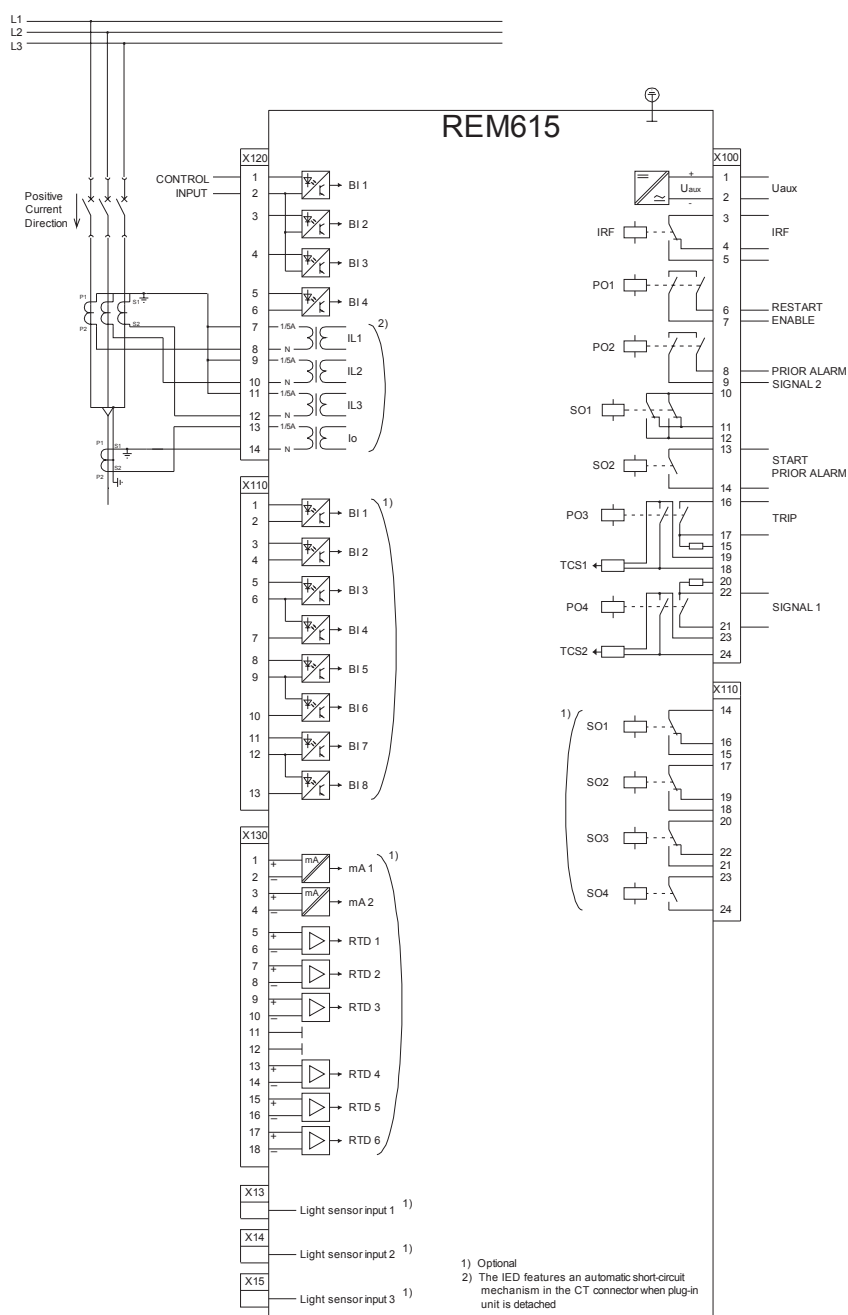 L1
L2
L3
REM615
Positive
Current
Direction
P1
P2
S1
S2
P1
P2
S1
S2
X120
CONTROL
INPUT
1
2
BI 1
3
BI 2
4
BI 3
5
6
BI 4
7
1/5A
8
N
IL1
9
1/5A
10
N
IL2
11
1/5A
12
N
IL3
13
1/5A
14
N
Io
2)
X110
1
2
BI 1
3
4
BI 2
5
6
BI 3
7
BI 4
8
9
BI 5
10
BI 6
11
12
BI 7
13
BI 8
1)
X130
1
+
2
–
mA
mA 1
3
+
4
–
mA
mA 2
5
+
6
–
RTD 1
7
+
8
–
RTD 2
9
+
10
–
RTD 3
11
12
13
+
14
–
RTD 4
15
+
16
–
RTD 5
17
+
18
–
RTD 6
1)
X13
Light sensor input 1 1)
X14
Light sensor input 2 1)
X15
Light sensor input 3 1)
X100
+
Uaux
-
1
2
Uaux
IRF
3
4
5
IRF
PO1
6
7
RESTART
ENABLE
PO2
8
9
PRIOR ALARM
SIGNAL 2
SO1
10
11
12
SO2
13
14
START
PRIOR ALARM
PO3
16
17
15
19
18
TRIP
TCS1
PO4
20
22
21
23
24
SIGNAL 1
TCS2
X110
1)
SO1
14
16
15
SO2
17
19
18
SO3
20
22
21
SO4
23
24
1) Optional
2) The IED features an automatic short-circuit
mechanism in the CT connector when plug-in
unit is detached